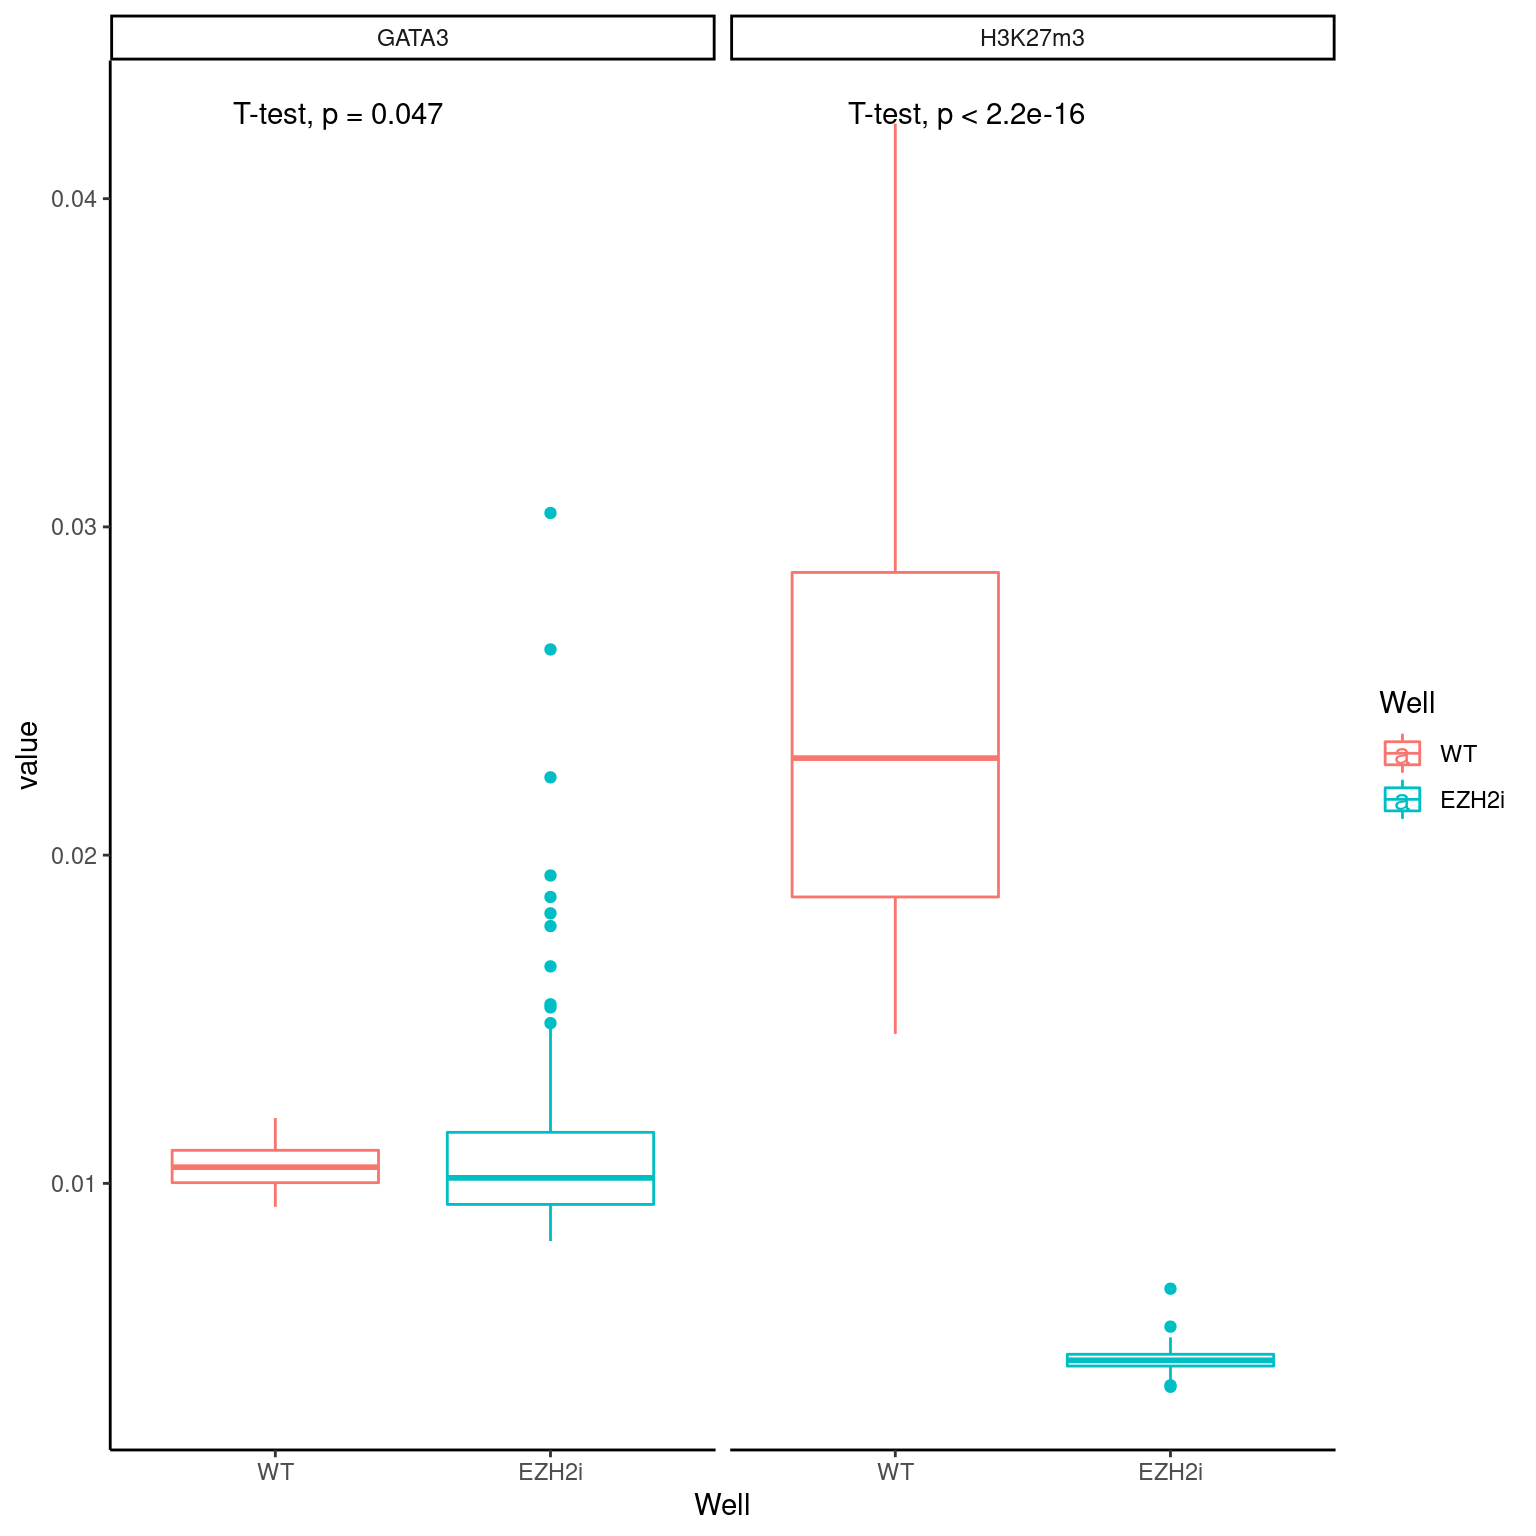 GATA3
H3K27m3
T-test, p = 0.047
T-test, p < 2.2e-16
0.04
0.03
0.02
0.01
value
WT
EZH2i
WT
EZH2i
Well
Well
a WT
a EZH2i